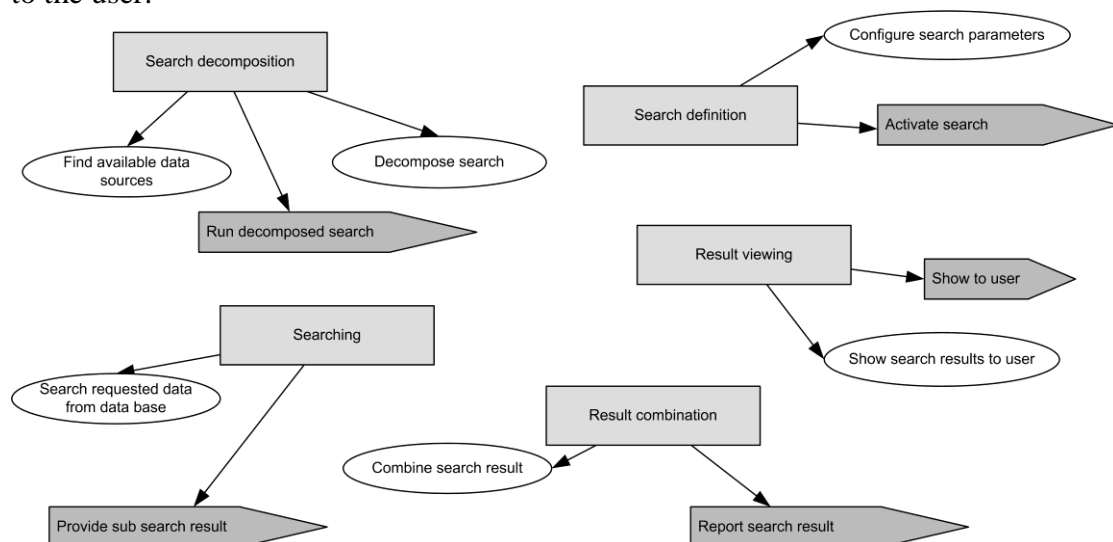 to the user.
Search decomposition
Configure search parameters
Search definition
Activate search
Find available data
sources
Decompose search
Run decomposed search
Result viewing
Show to user
Searching
Show search results to user
Search requested data
from data base
Result combination
Combine search result
Provide sub search result
Report search result